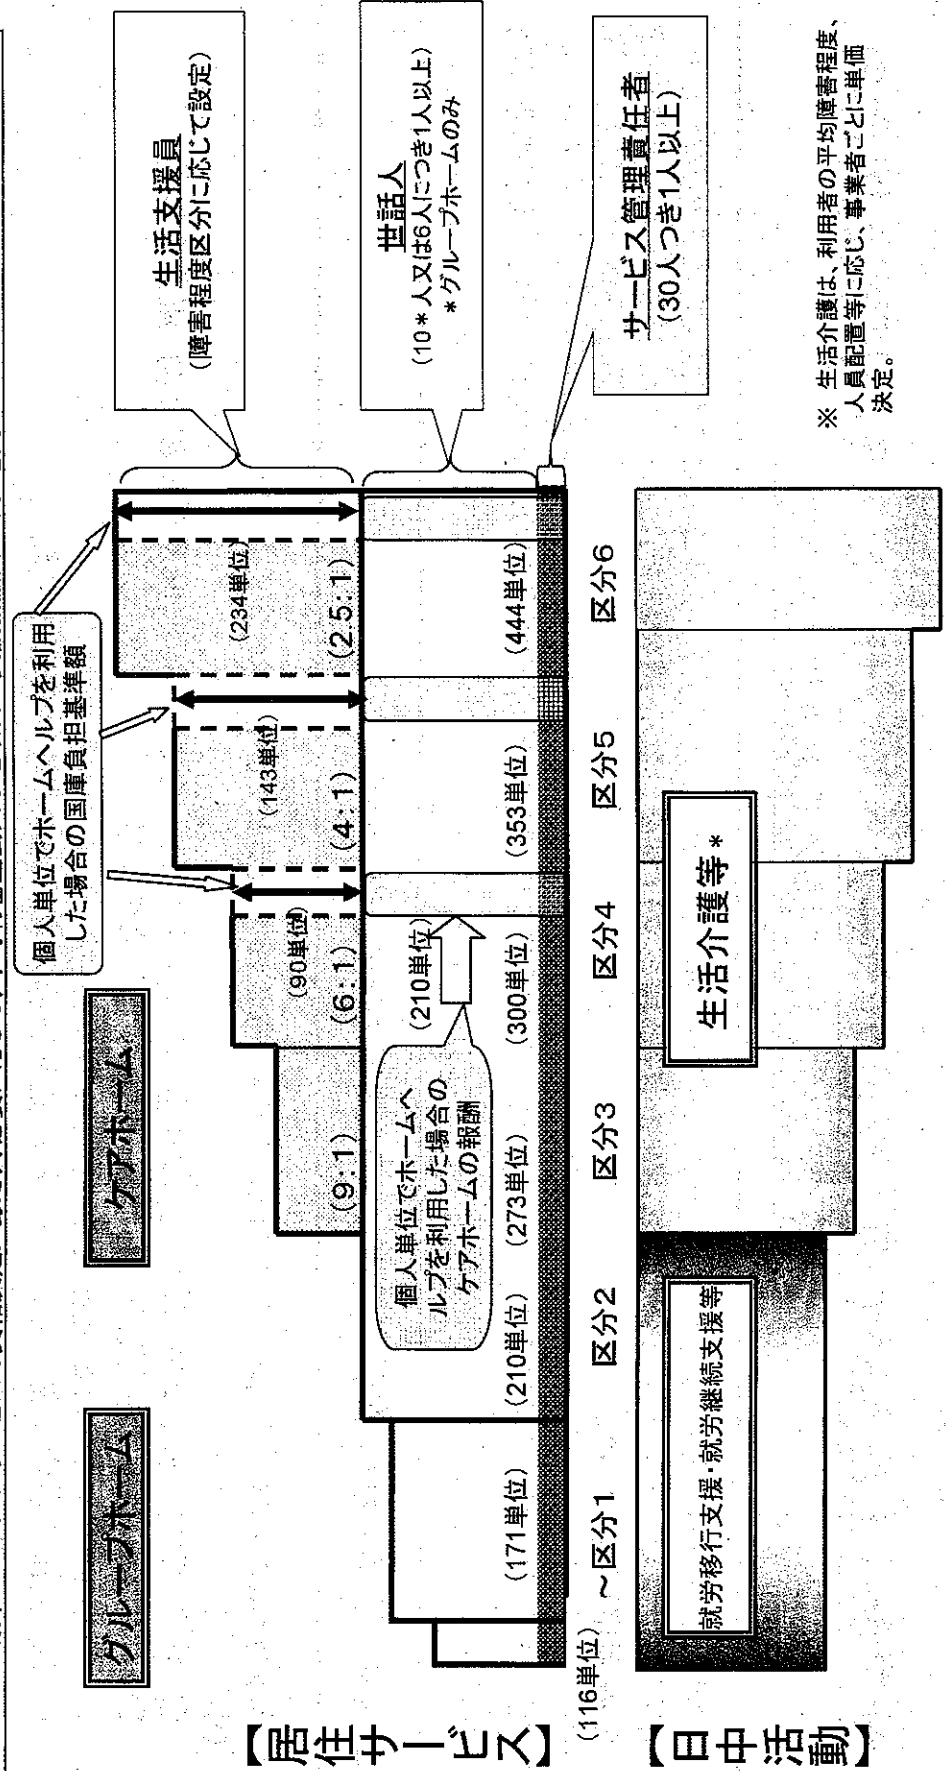 グループホーム
ケアホーム
個人単位でホームヘルプを利用
した場合の国庫負担基準額
生活支援員
(障害程度区分に応じて設定)
世話人
(10*人又は6人につき1人以上)
*グループホームのみ
サービス管理責任者
(30人つき1人以上)
【居住サービス】
(234単位)
(2.5:1)
(143単位)
(4:1)
(90単位)
(6:1)
(9:1)
(210単位)
個人単位でホームヘ
ルプを利用した場合の
ケアホームの報酬
(116単位)
(171単位)
(210単位)
(273単位)
(300単位)
(353単位)
(444単位)
~区分1
区分2
区分3
区分4
区分5
区分6
【日中活動】
就労移行支援・就労継続支援等
生活介護等*
※ 生活介護は、利用者の平均障害程度、
人員配置等に応じ、事業者ごとに単価
決定。